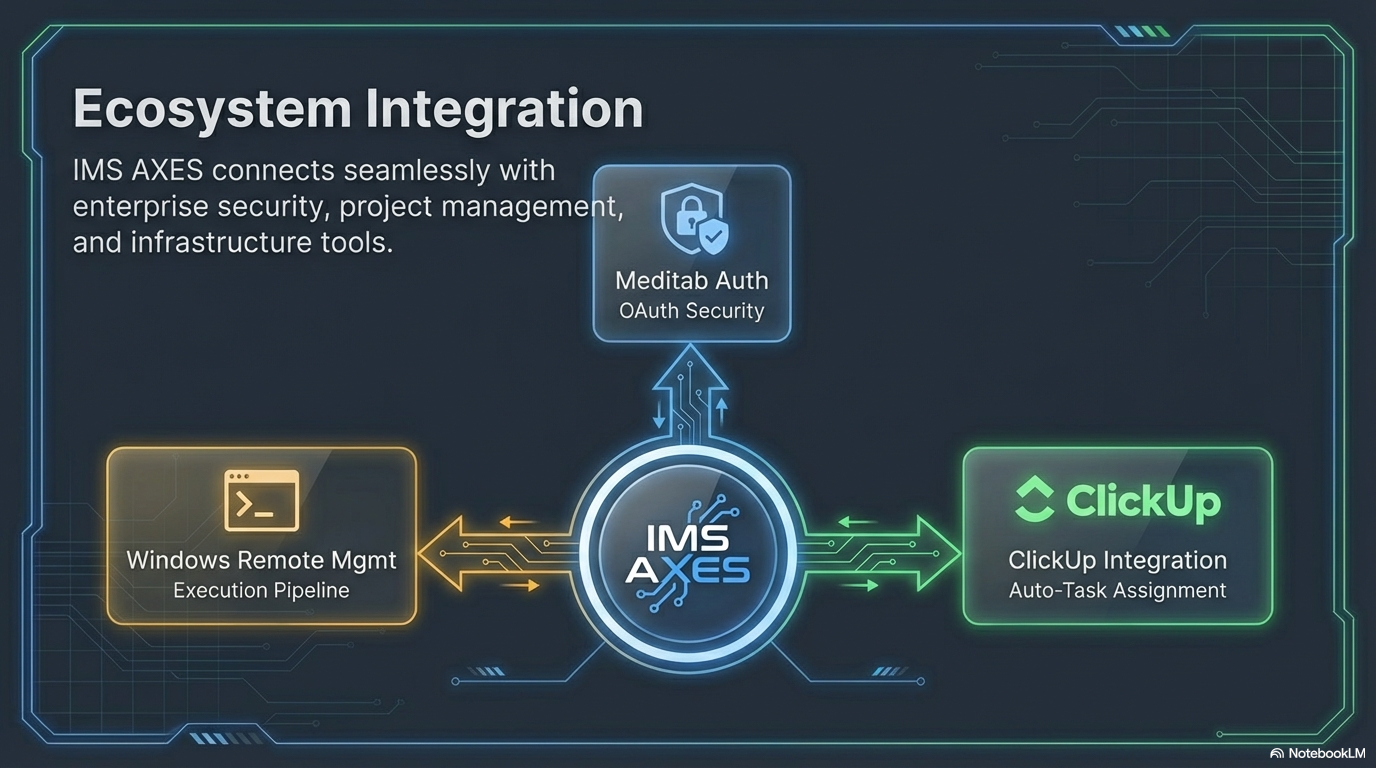 Ecosystem Integration
IMS AXES connects seamlessly with
enterprise security, project management,
and infrastructure tools.
Meditab Auth
OAuth Security
Windows Remote Mgmt
Execution Pipeline
IMS
AXES
ClickUp
ClickUp Integration
Auto-Task Assignment
NotebookLM